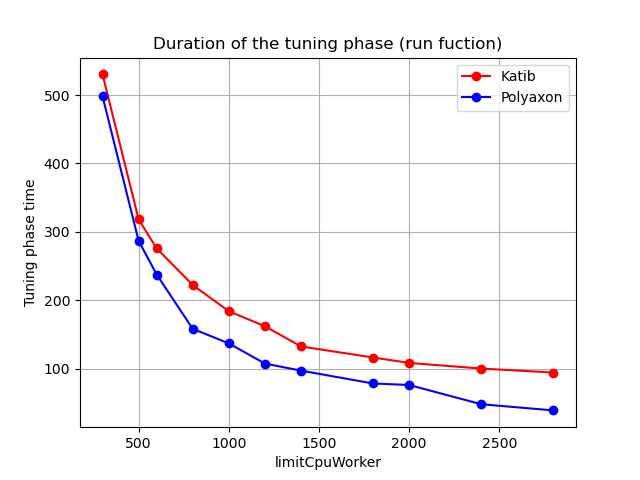 Duration of the tuning phase (run fuction)
Katib
Polyaxon
Tuning phase time
500
400
300
200
100
500
1000
1500
2000
2500
limitCpuWorker